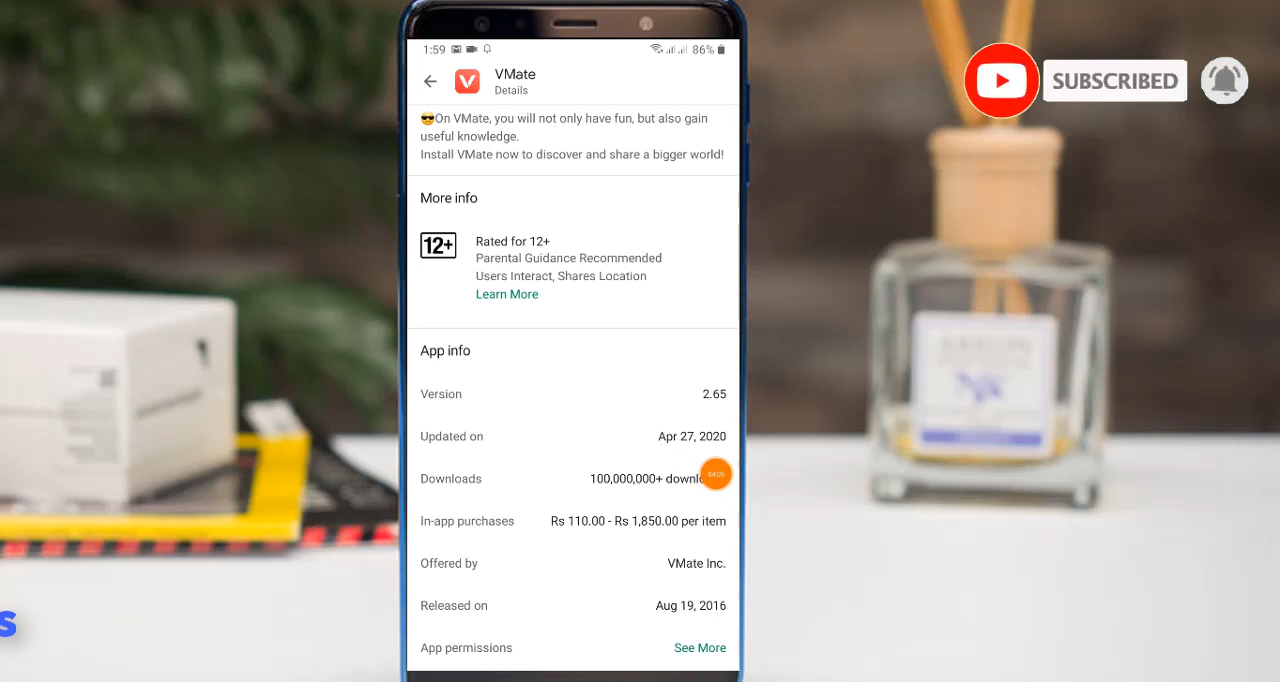 1:59 86%
SUBSCRIBED
VMate
Details
😎On VMate, you will not only have fun, but also gain
useful knowledge.
Install VMate now to discover and share a bigger world!
More info
12+ Rated for 12+
Parental Guidance Recommended
Users Interact, Shares Location
Learn More
App info
Version 2.65
Updated on Apr 27, 2020
Downloads 100,000,000+ 04:05
In-app purchases Rs 110.00 - Rs 1,850.00 per item
Offered by VMate Inc.
Released on Aug 19, 2016
App permissions See More
s